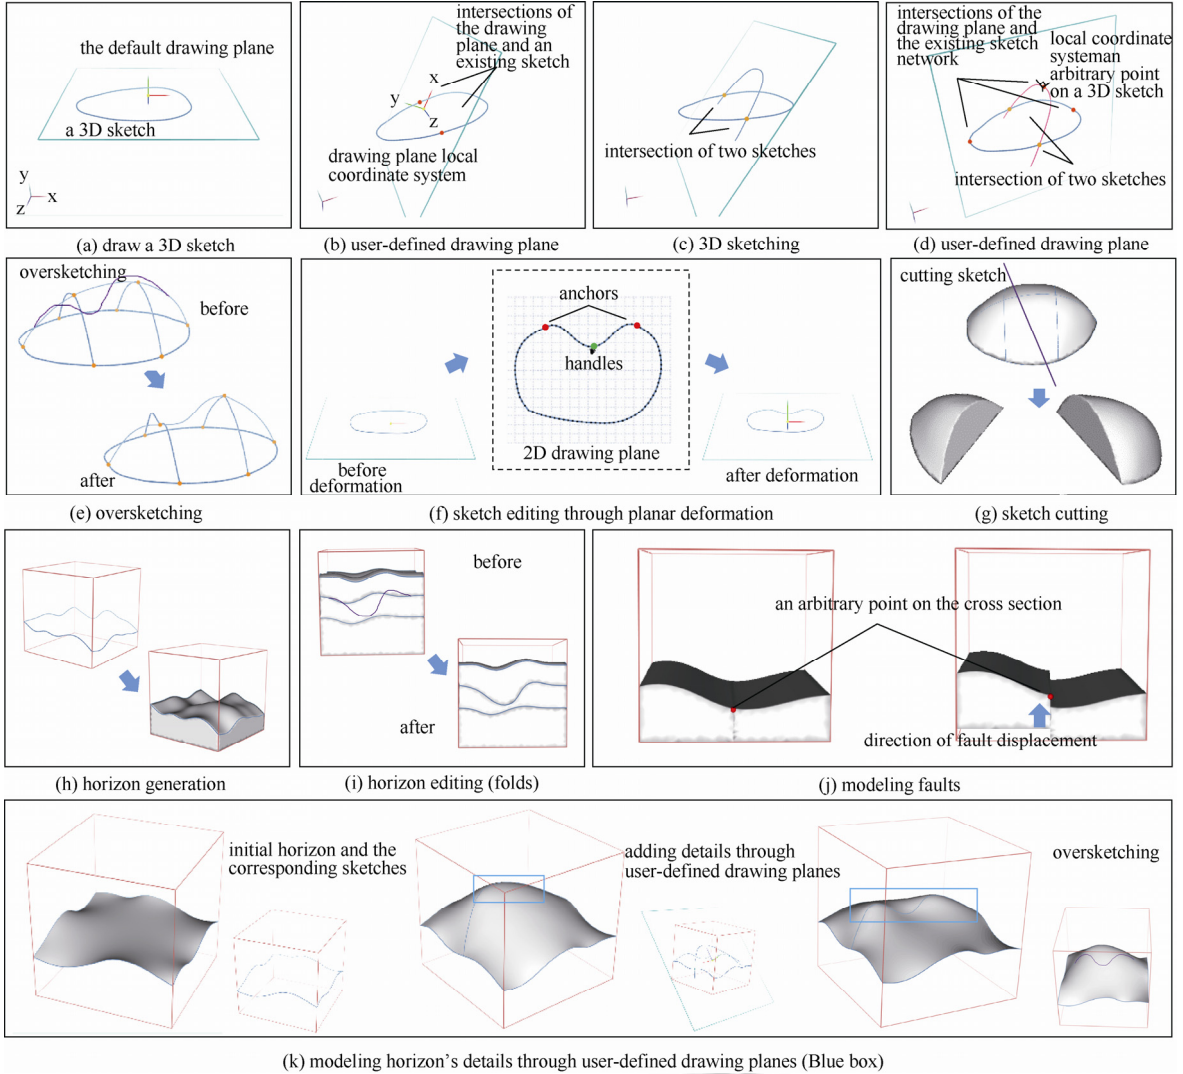 the default drawing plane
a 3D sketch
y
x
z
(a) draw a 3D sketch
intersections of
the drawing
plane and an
existing sketch
x
y
z
drawing plane local
coordinate system
(b) user-defined drawing plane
intersection of two sketches
(c) 3D sketching
intersections of the
drawing plane and
the existing sketch
network
local coordinate
systeman
arbitrary point
on a 3D sketch
intersection of two sketches
(d) user-defined drawing plane
oversketching
before
after
(e) oversketching
anchors
handles
2D drawing plane
before
deformation
after deformation
(f) sketch editing through planar deformation
cutting sketch
(g) sketch cutting
(h) horizon generation
before
after
(i) horizon editing (folds)
an arbitrary point on the cross section
direction of fault displacement
(j) modeling faults
initial horizon and the
corresponding sketches
adding details through
user-defined drawing planes
oversketching
(k) modeling horizon's details through user-defined drawing planes (Blue box)